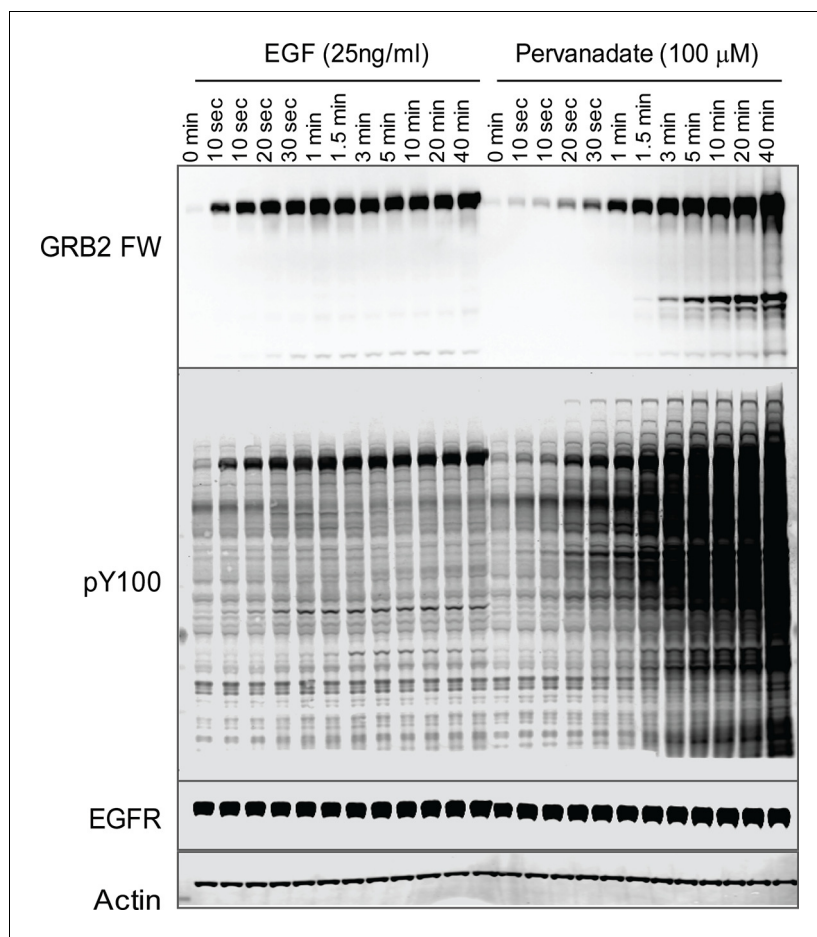 EGF (25ng/ml) Pervanadate (100 μM)
0 min 10 sec 10 sec 20 sec 30 sec 1 min 1.5 min 3 min 5 min 10 min 20 min 40 min 0 min 10 sec 10 sec 20 sec 30 sec 1 min 1.5 min 3 min 5 min 10 min 20 min 40 min
GRB2 FW
pY100
EGFR
Actin